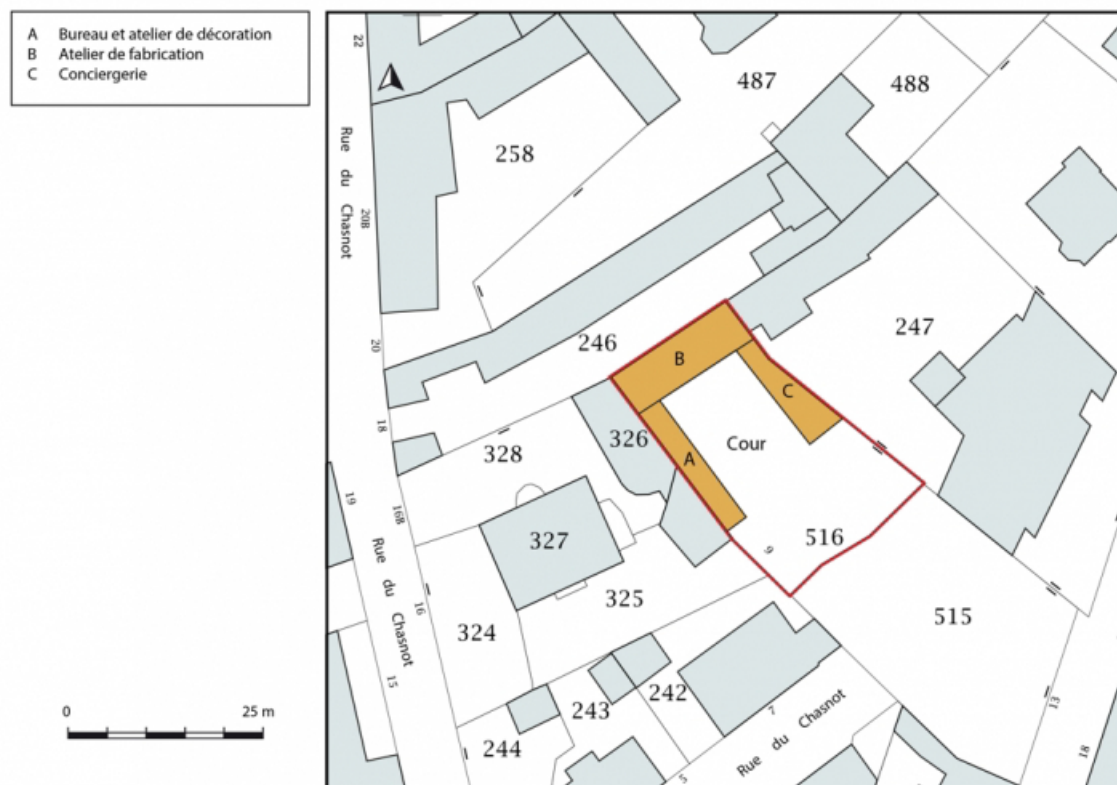 A Bureau et atelier de décoration
B Atelier de fabrication
C Conciergerie
22
487
488
258
Rue du Chasnot
20B
247
20
246
B
C
18
326
Cour
328
A
19
16B
327
9
516
325
Rue du Chasnot
16
324
515
15
242
243
7
Rue du Chasnot
13
0 25 m
244
5
18